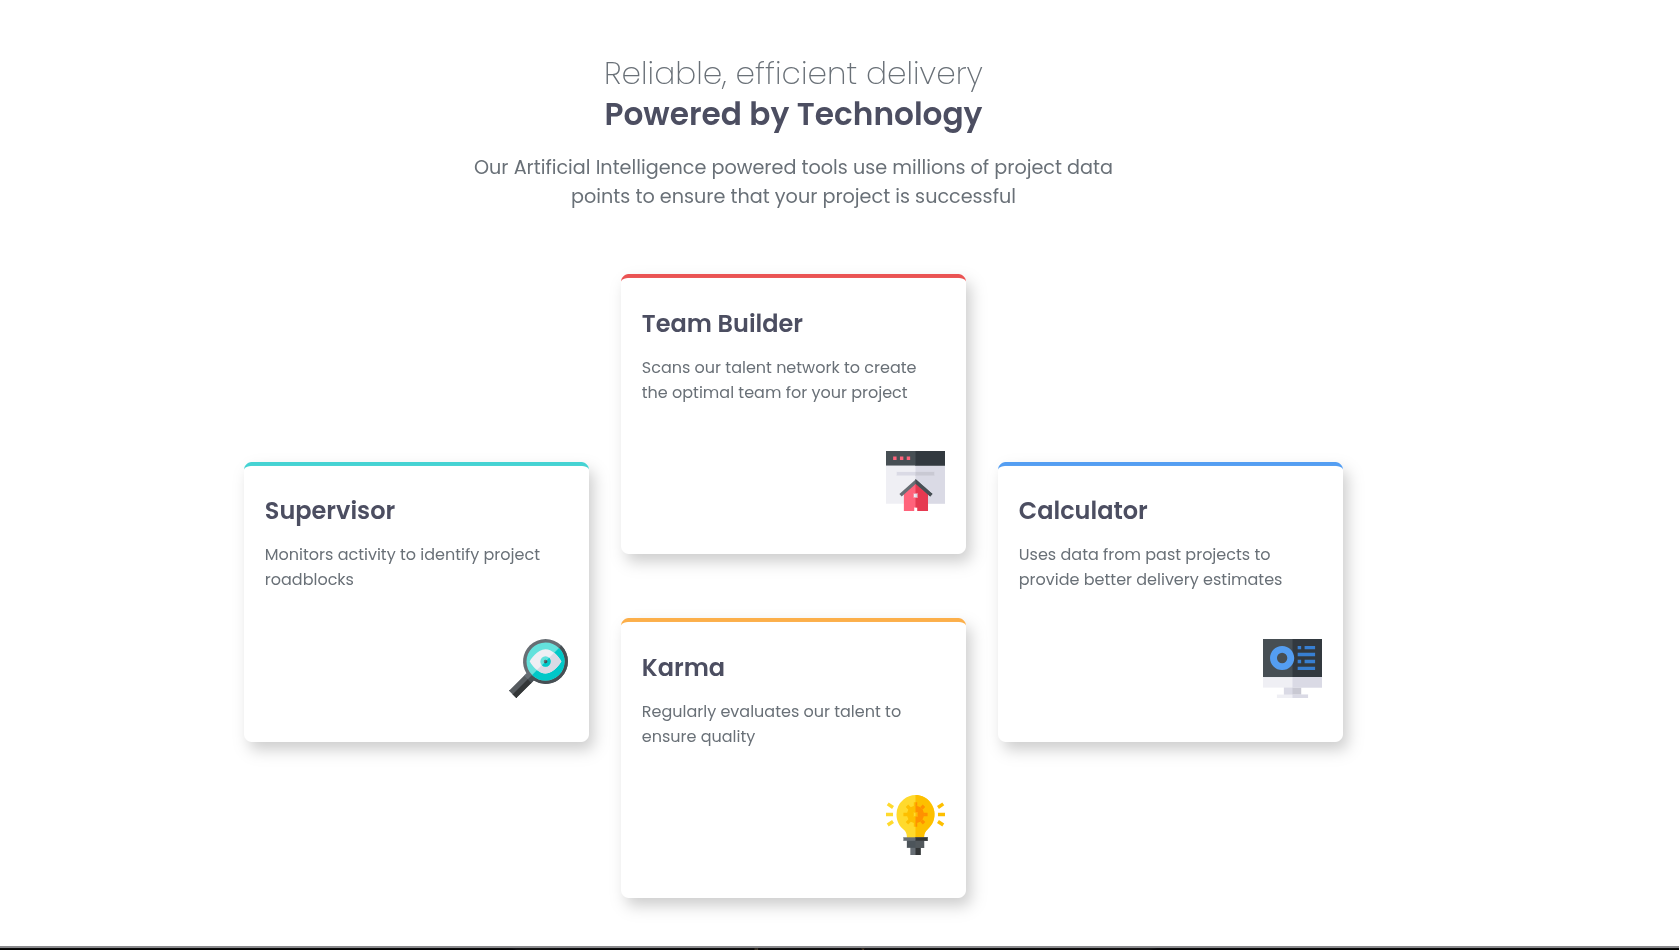 Reliable, efficient delivery
Powered by Technology
Our Artificial Intelligence powered tools use millions of project data
points to ensure that your project is successful
Team Builder
Scans our talent network to create
the optimal team for your project
Supervisor
Monitors activity to identify project
roadblocks
Calculator
Uses data from past projects to
provide better delivery estimates
Karma
Regularly evaluates our talent to
ensure quality